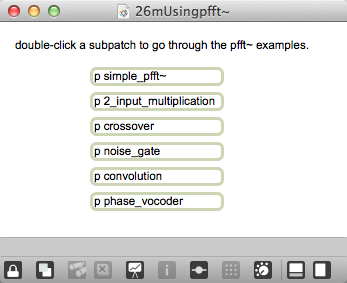 26mUsingpfft~
double-click a subpatch to go through the pfft~ examples.
p simple_pfft~
p 2_input_multiplication
p crossover
p noise_gate
p convolution
p phase_vocoder